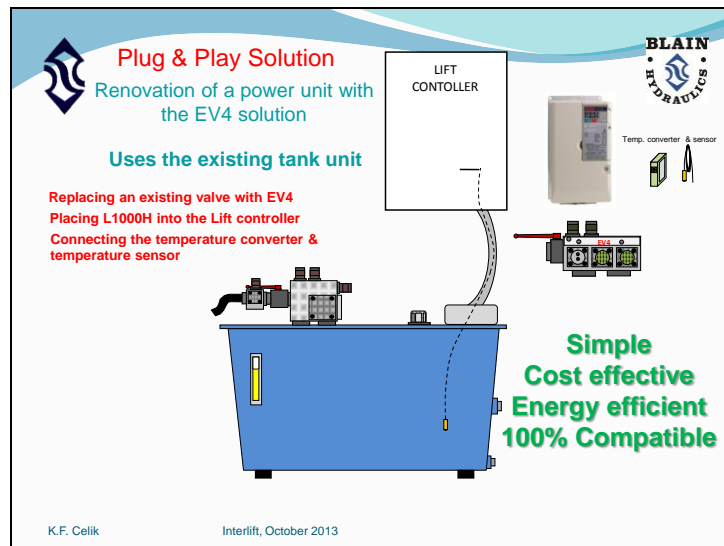 Plug & Play Solution
Renovation of a power unit with
the EV4 solution
Uses the existing tank unit
Replacing an existing valve with EV4
Placing L1000H into the Lift controller
Connecting the temperature converter &
temperature sensor
LIFT
CONTOLLER
BLAIN
HYDRAULICS
Temp. converter & sensor
EV4
Simple
Cost effective
Energy efficient
100% Compatible
K.F. Celik
Interlift, October 2013